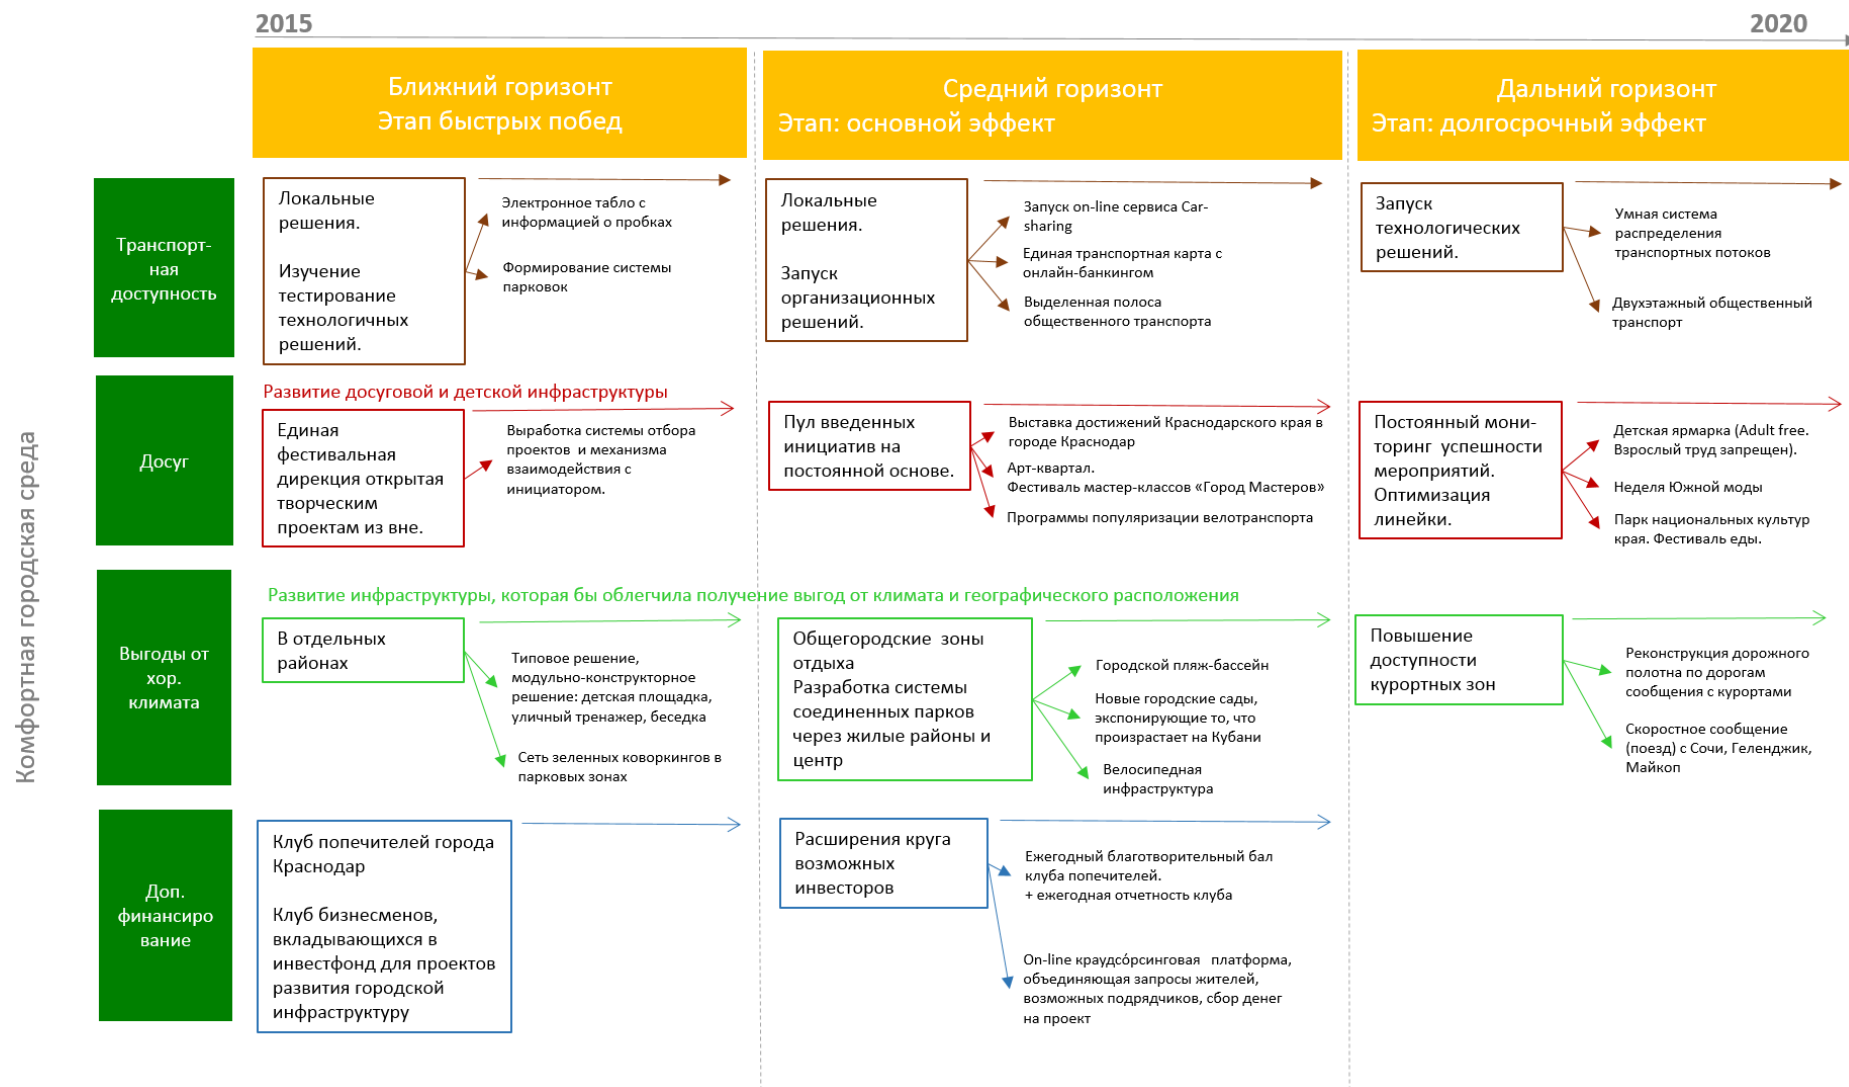 2015
2020
Ближний горизонт
Этап быстрых побед
Средний горизонт
Этап: основной эффект
Дальний горизонт
Этап: долгосрочный эффект
Комфортная городская среда
Транспорт-
ная
доступность
Локальные
решения.
Изучение
тестирование
технологичных
решений.
Электронное табло с
информацией о пробках
Формирование системы
парковок
Локальные
решения.
Запуск
организационных
решений.
Запуск on-line сервиса Car-
sharing
Единая транспортная карта с
онлайн-банкингом
Выделенная полоса
общественного транспорта
Запуск
технологических
решений.
Умная система
распределения
транспортных потоков
Двухэтажный общественный
транспорт
Досуг
Развитие досуговой и детской инфраструктуры
Единая
фестивальная
дирекция открытая
творческим
проектам из вне.
Выработка системы отбора
проектов и механизма
взаимодействия с
инициатором.
Пул введенных
инициатив на
постоянной основе.
Выставка достижений Краснодарского края в
городе Краснодар
Арт-квартал.
Фестиваль мастер-классов «Город Мастеров»
Программы популяризации велотранспорта
Постоянный мони-
торинг успешности
мероприятий.
Оптимизация
линейки.
Детская ярмарка (Adult free.
Взрослый труд запрещен).
Неделя Южной моды
Парк национальных культур
края. Фестиваль еды.
Выгоды от
хор.
климата
Развитие инфраструктуры, которая бы облегчила получение выгод от климата и географического расположения
В отдельных
районах
Типовое решение,
модульно-конструкторное
решение: детская площадка,
уличный тренажер, беседка
Сеть зеленных коворкингов в
парковых зонах
Общегородские зоны
отдыха
Разработка системы
соединенных парков
через жилые районы и
центр
Городской пляж-бассейн
Новые городские сады,
экспонирующие то, что
произрастает на Кубани
Велосипедная
инфраструктура
Повышение
доступности
курортных зон
Реконструкция дорожного
полотна по дорогам
сообщения с курортами
Скоростное сообщение
(поезд) с Сочи, Геленджик,
Майкоп
Доп.
финансиро
вание
Клуб попечителей города
Краснодар
Клуб бизнесменов,
вкладывающихся в
инвестфонд для проектов
развития городской
инфраструктуру
Расширения круга
возможных
инвесторов
Ежегодный благотворительный бал
клуба попечителей.
+ ежегодная отчетность клуба
On-line краудсо́рсинговая платформа,
объединяющая запросы жителей,
возможных подрядчиков, сбор денег
на проект